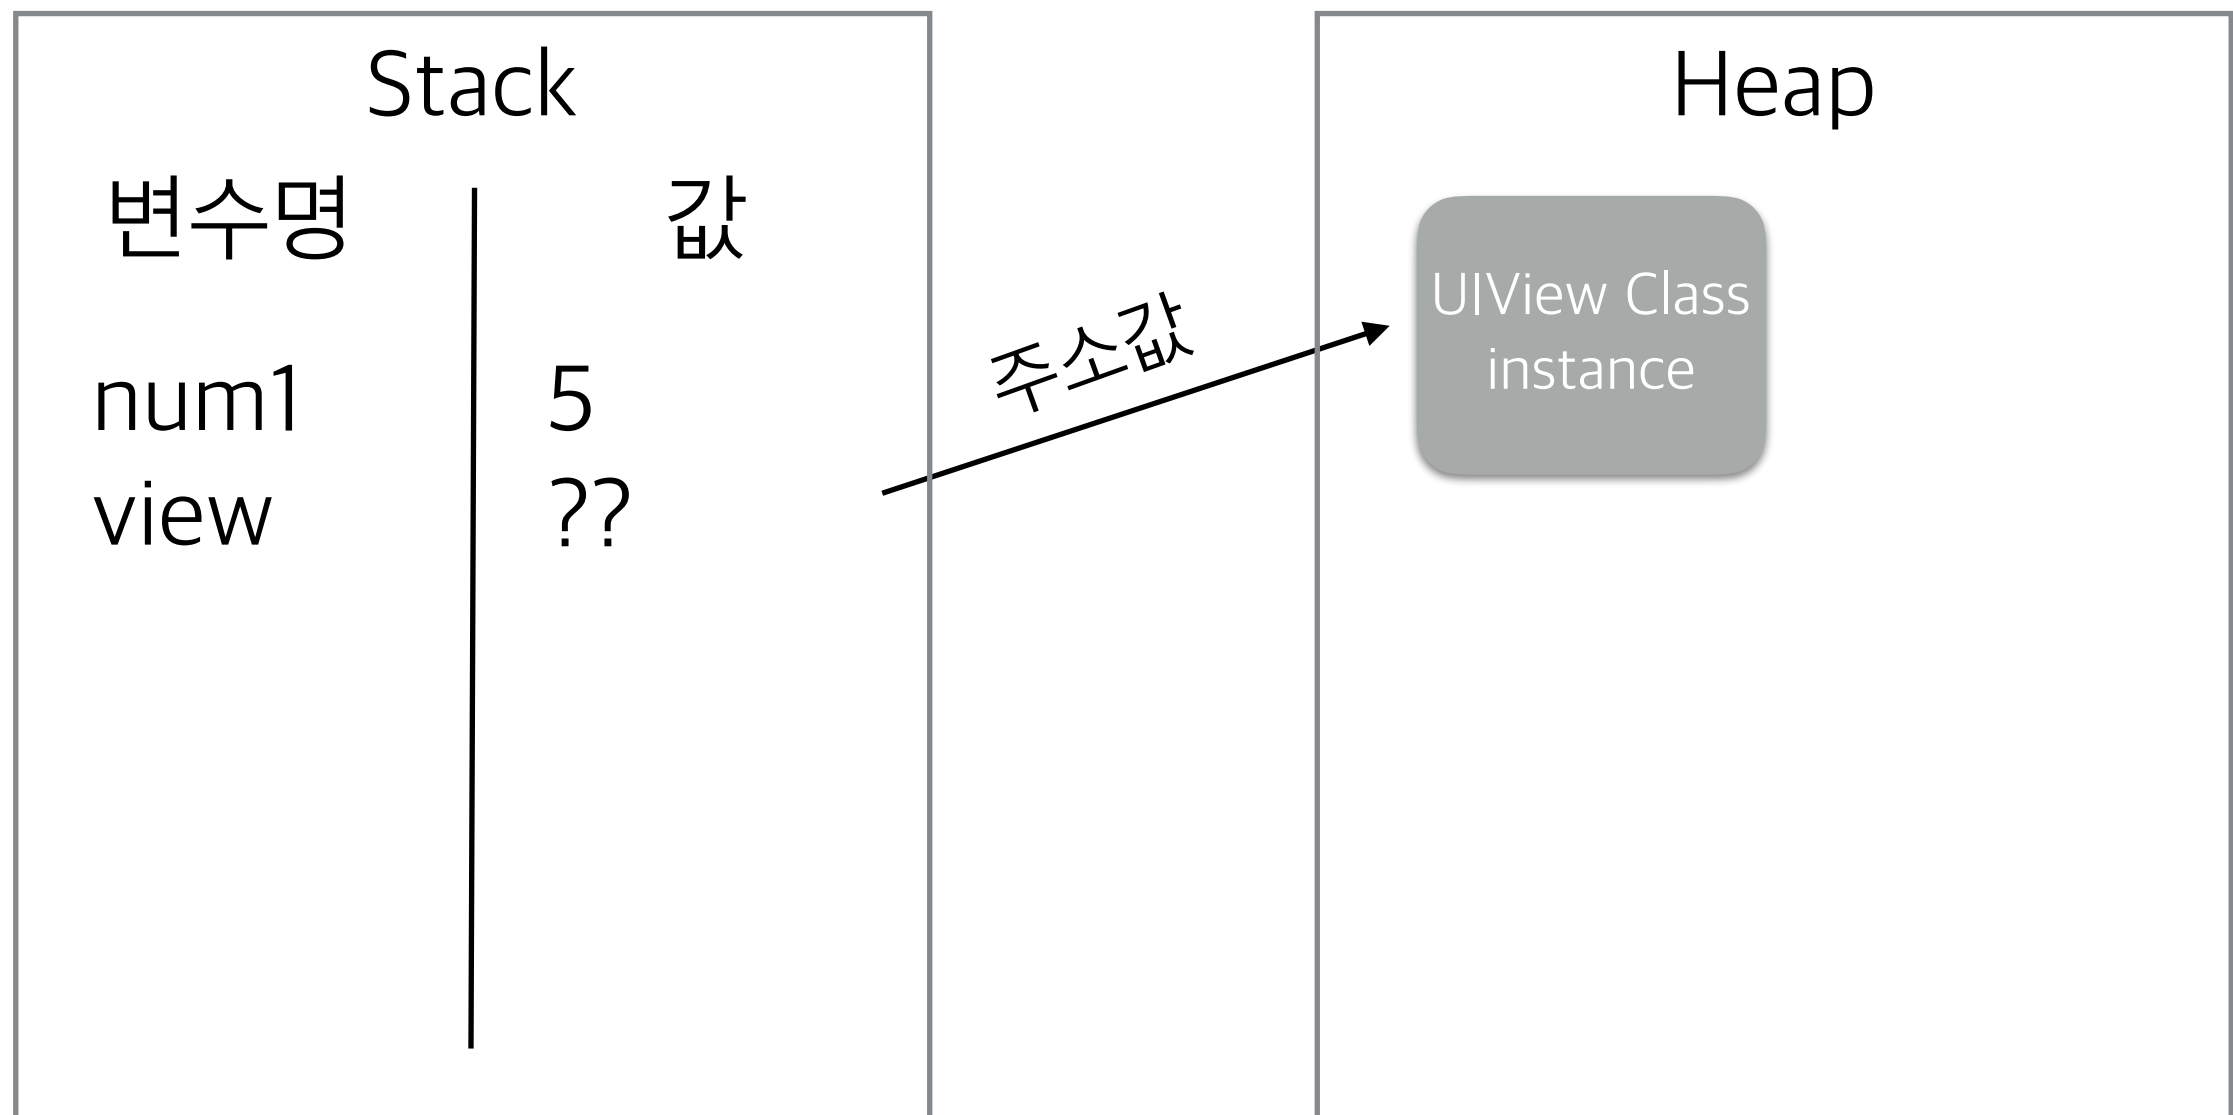 Stack
변수명 값
num1 5
view ??
주소값
Heap
UIView Class
instance